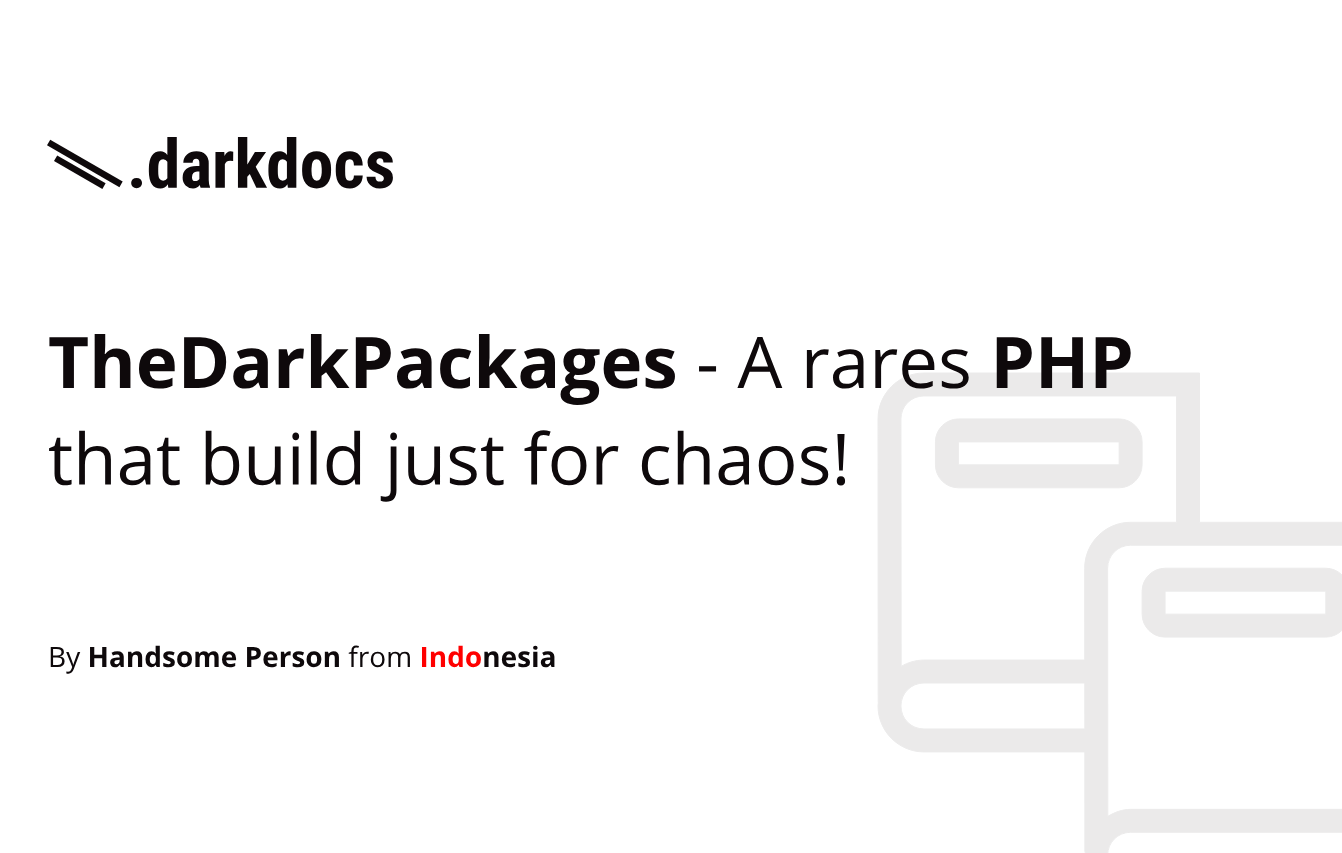 .darkdocs
TheDarkPackages - A rares PHP
that build just for chaos!
By Handsome Person from Indonesia